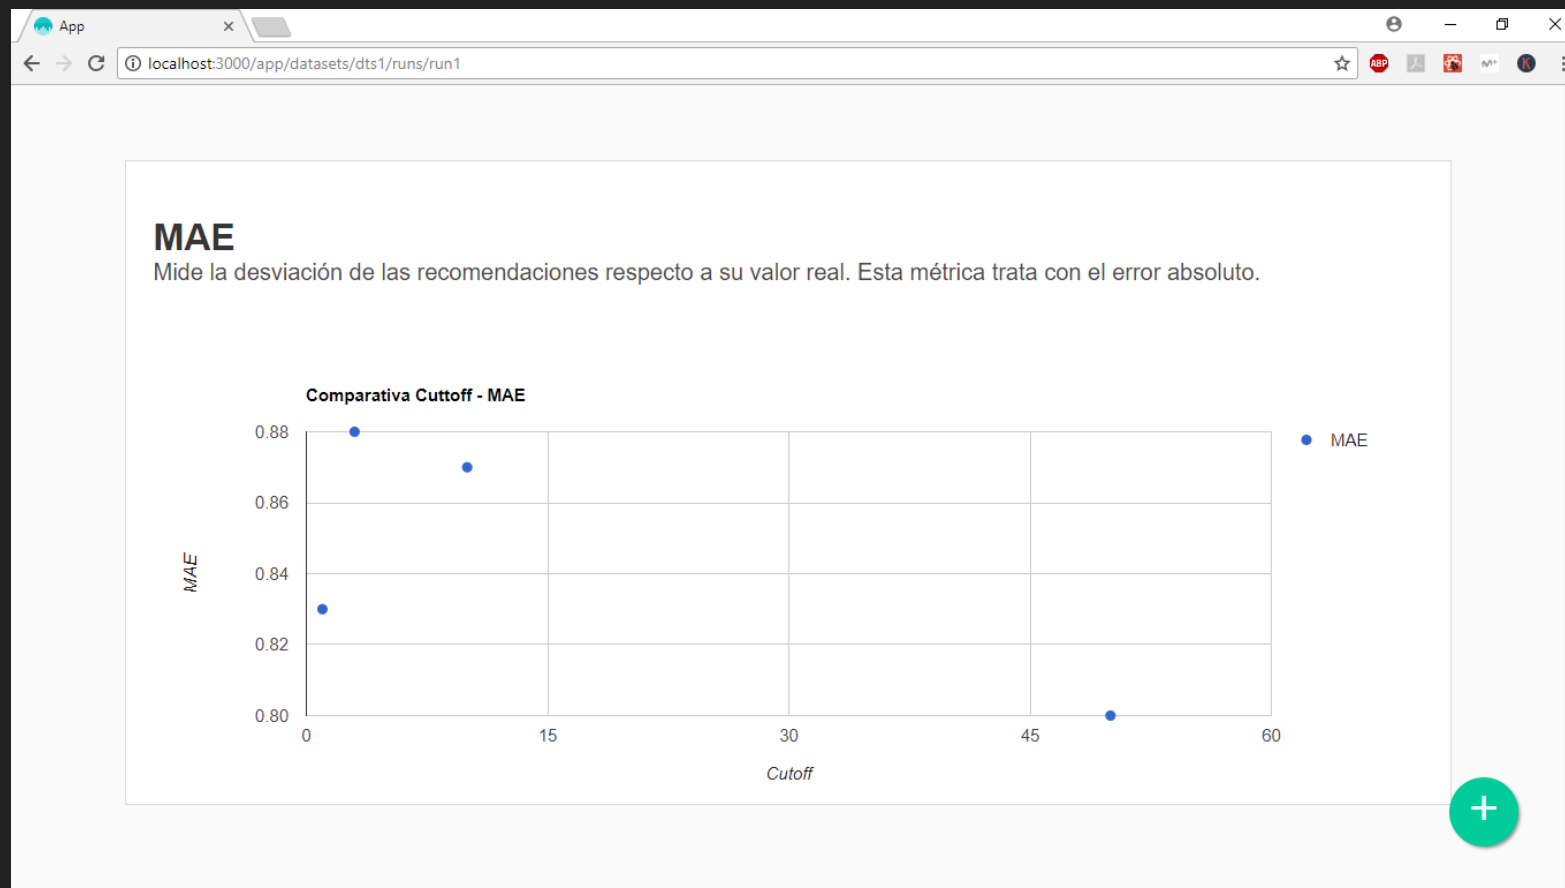 App
localhost:3000/app/datasets/dts1/runs/run1
ABP
M+
K
MAE
Mide la desviación de las recomendaciones respecto a su valor real. Esta métrica trata con el error absoluto.
Comparativa Cuttoff - MAE
0.88
MAE
0.86
0.84
MAE
0.82
0.80
0
15
30
45
60
Cutoff
+